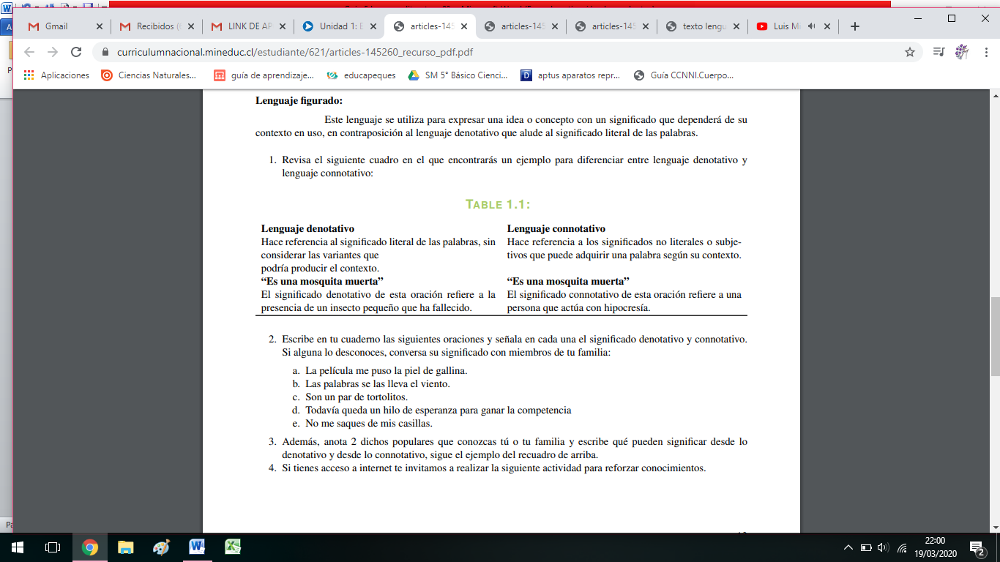 Gmail
Recibidos (
LINK DE AP
Unidad 1: E
articles-145
articles-145
articles-145
texto lengu
Luis Mi
curriculumnacional.mineduc.cl/estudiante/621/articles-145260_recurso_pdf.pdf
Aplicaciones
Ciencias Naturales...
guía de aprendizaje...
educapeques
SM 5° Básico Cienci...
aptus aparatos repr...
Guía CCNNI.Cuerpo...
Lenguaje figurado:
Este lenguaje se utiliza para expresar una idea o concepto con un significado que dependerá de su
contexto en uso, en contraposición al lenguaje denotativo que alude al significado literal de las palabras.
1. Revisa el siguiente cuadro en el que encontrarás un ejemplo para diferenciar entre lenguaje denotativo y
lenguaje connotativo:
TABLE 1.1:
Lenguaje denotativo
Hace referencia al significado literal de las palabras, sin
considerar las variantes que
podría producir el contexto.
“Es una mosquita muerta”
El significado denotativo de esta oración refiere a la
presencia de un insecto pequeño que ha fallecido.
Lenguaje connotativo
Hace referencia a los significados no literales o subje-
tivos que puede adquirir una palabra según su contexto.
“Es una mosquita muerta”
El significado connotativo de esta oración refiere a una
persona que actúa con hipocresía.
2. Escribe en tu cuaderno las siguientes oraciones y señala en cada una el significado denotativo y connotativo.
Si alguna lo desconoces, conversa su significado con miembros de tu familia:
a. La película me puso la piel de gallina.
b. Las palabras se las lleva el viento.
c. Son un par de tortolitos.
d. Todavía queda un hilo de esperanza para ganar la competencia
e. No me saques de mis casillas.
3. Además, anota 2 dichos populares que conozcas tú o tu familia y escribe qué pueden significar desde lo
denotativo y desde lo connotativo, sigue el ejemplo del recuadro de arriba.
4. Si tienes acceso a internet te invitamos a realizar la siguiente actividad para reforzar conocimientos.
22:00
19/03/2020
2